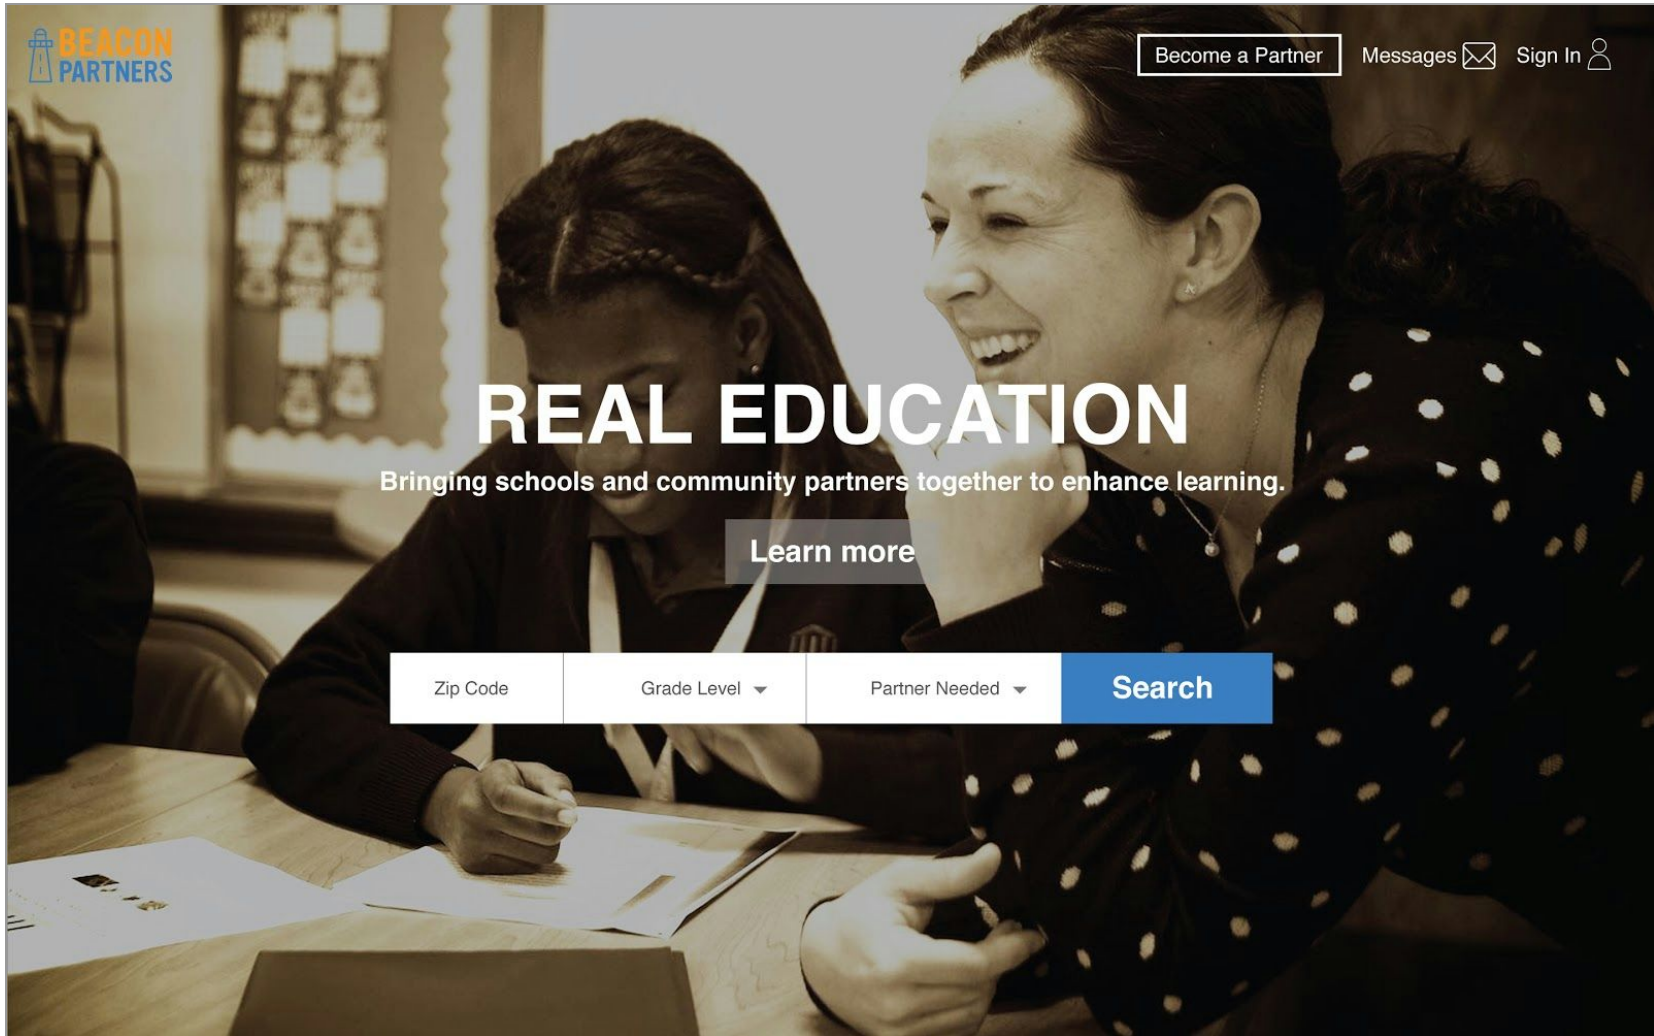 BEACON
PARTNERS
Become a Partner
Messages
Sign In
REAL EDUCATION
Bringing schools and community partners together to enhance learning.
Learn more
Zip Code
Grade Level
Partner Needed
Search